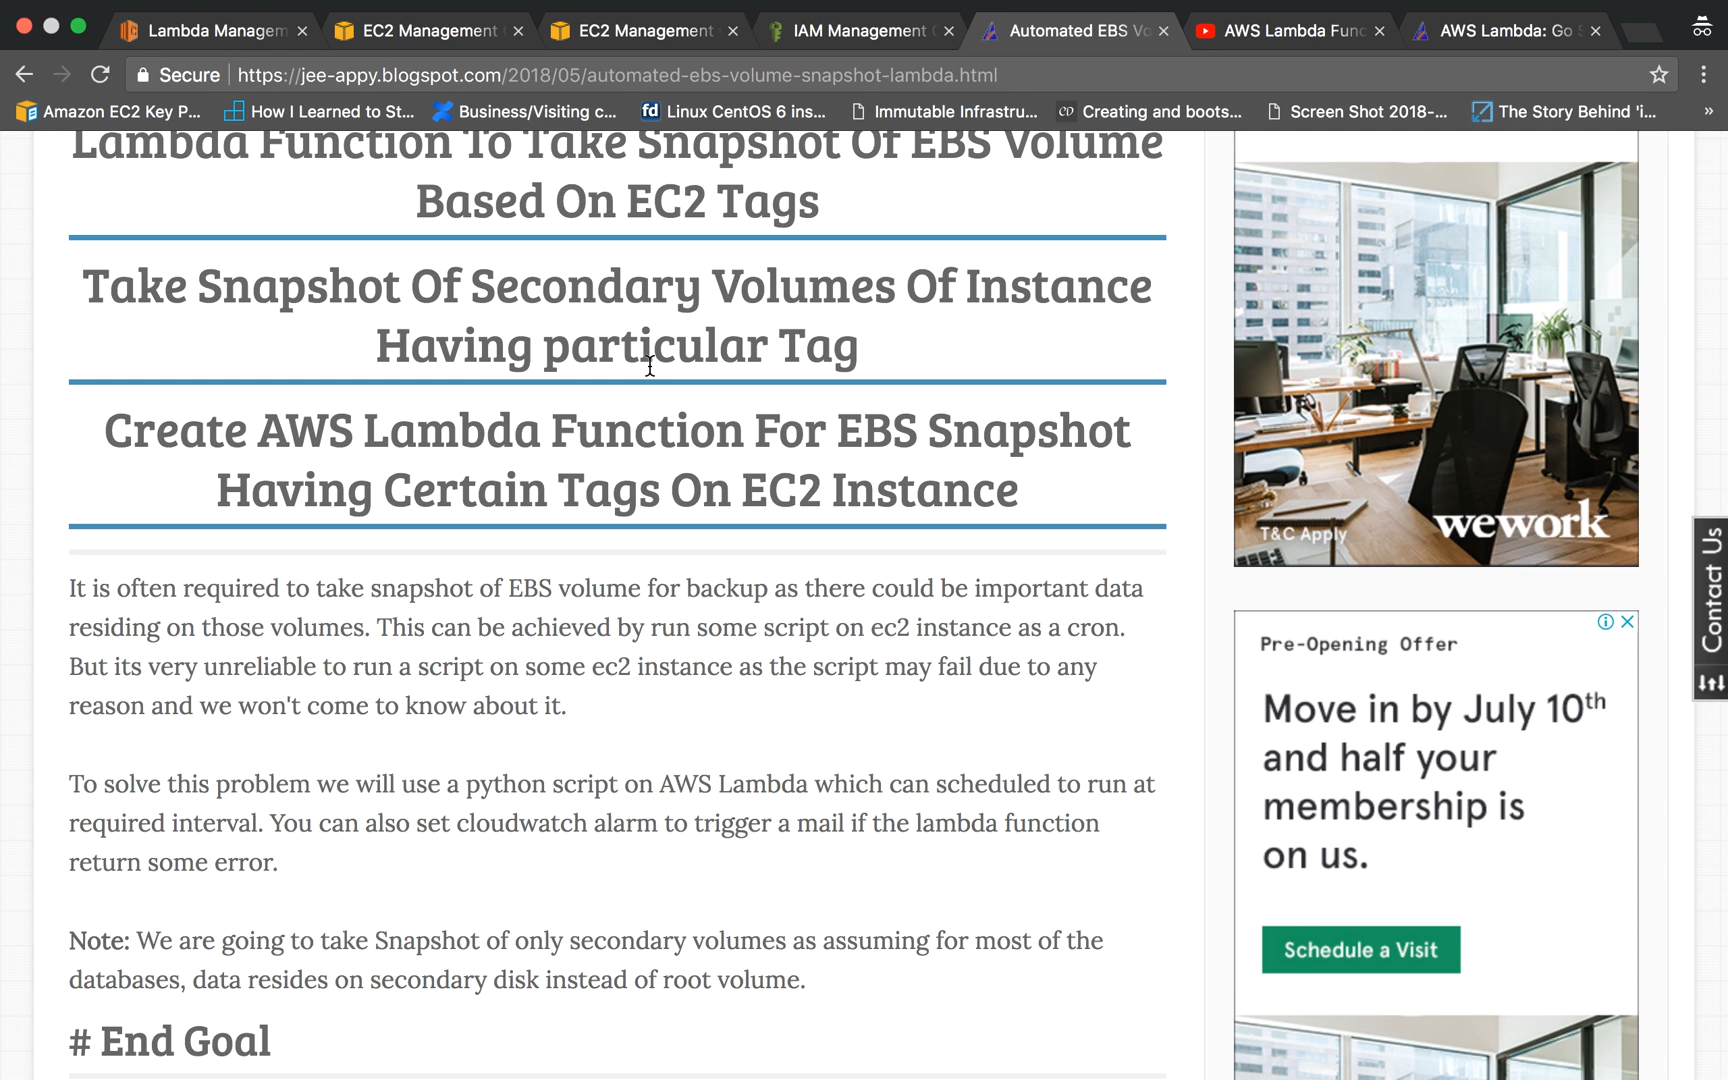 Lambda Managem
EC2 Management
EC2 Management
IAM Management C
Automated EBS Vo
AWS Lambda Func
AWS Lambda: Go S
Secure
https://jee-appy.blogspot.com/2018/05/automated-ebs-volume-snapshot-lambda.html
Amazon EC2 Key P...
How I Learned to St...
Business/Visiting c...
fd
Linux CentOS 6 ins...
Immutable Infrastru...
cp
Creating and boots...
Screen Shot 2018-...
The Story Behind 'i...
»
Lambda Function To Take Snapshot Of EBS Volume
Based On EC2 Tags
Take Snapshot Of Secondary Volumes Of Instance
Having particular Tag
Create AWS Lambda Function For EBS Snapshot
Having Certain Tags On EC2 Instance
It is often required to take snapshot of EBS volume for backup as there could be important data
residing on those volumes. This can be achieved by run some script on ec2 instance as a cron.
But its very unreliable to run a script on some ec2 instance as the script may fail due to any
reason and we won't come to know about it.
To solve this problem we will use a python script on AWS Lambda which can scheduled to run at
required interval. You can also set cloudwatch alarm to trigger a mail if the lambda function
return some error.
Note: We are going to take Snapshot of only secondary volumes as assuming for most of the
databases, data resides on secondary disk instead of root volume.
# End Goal
T&C Apply
wework
Pre-Opening Offer
Move in by July 10th
and half your
membership is
on us.
Schedule a Visit
Contact Us